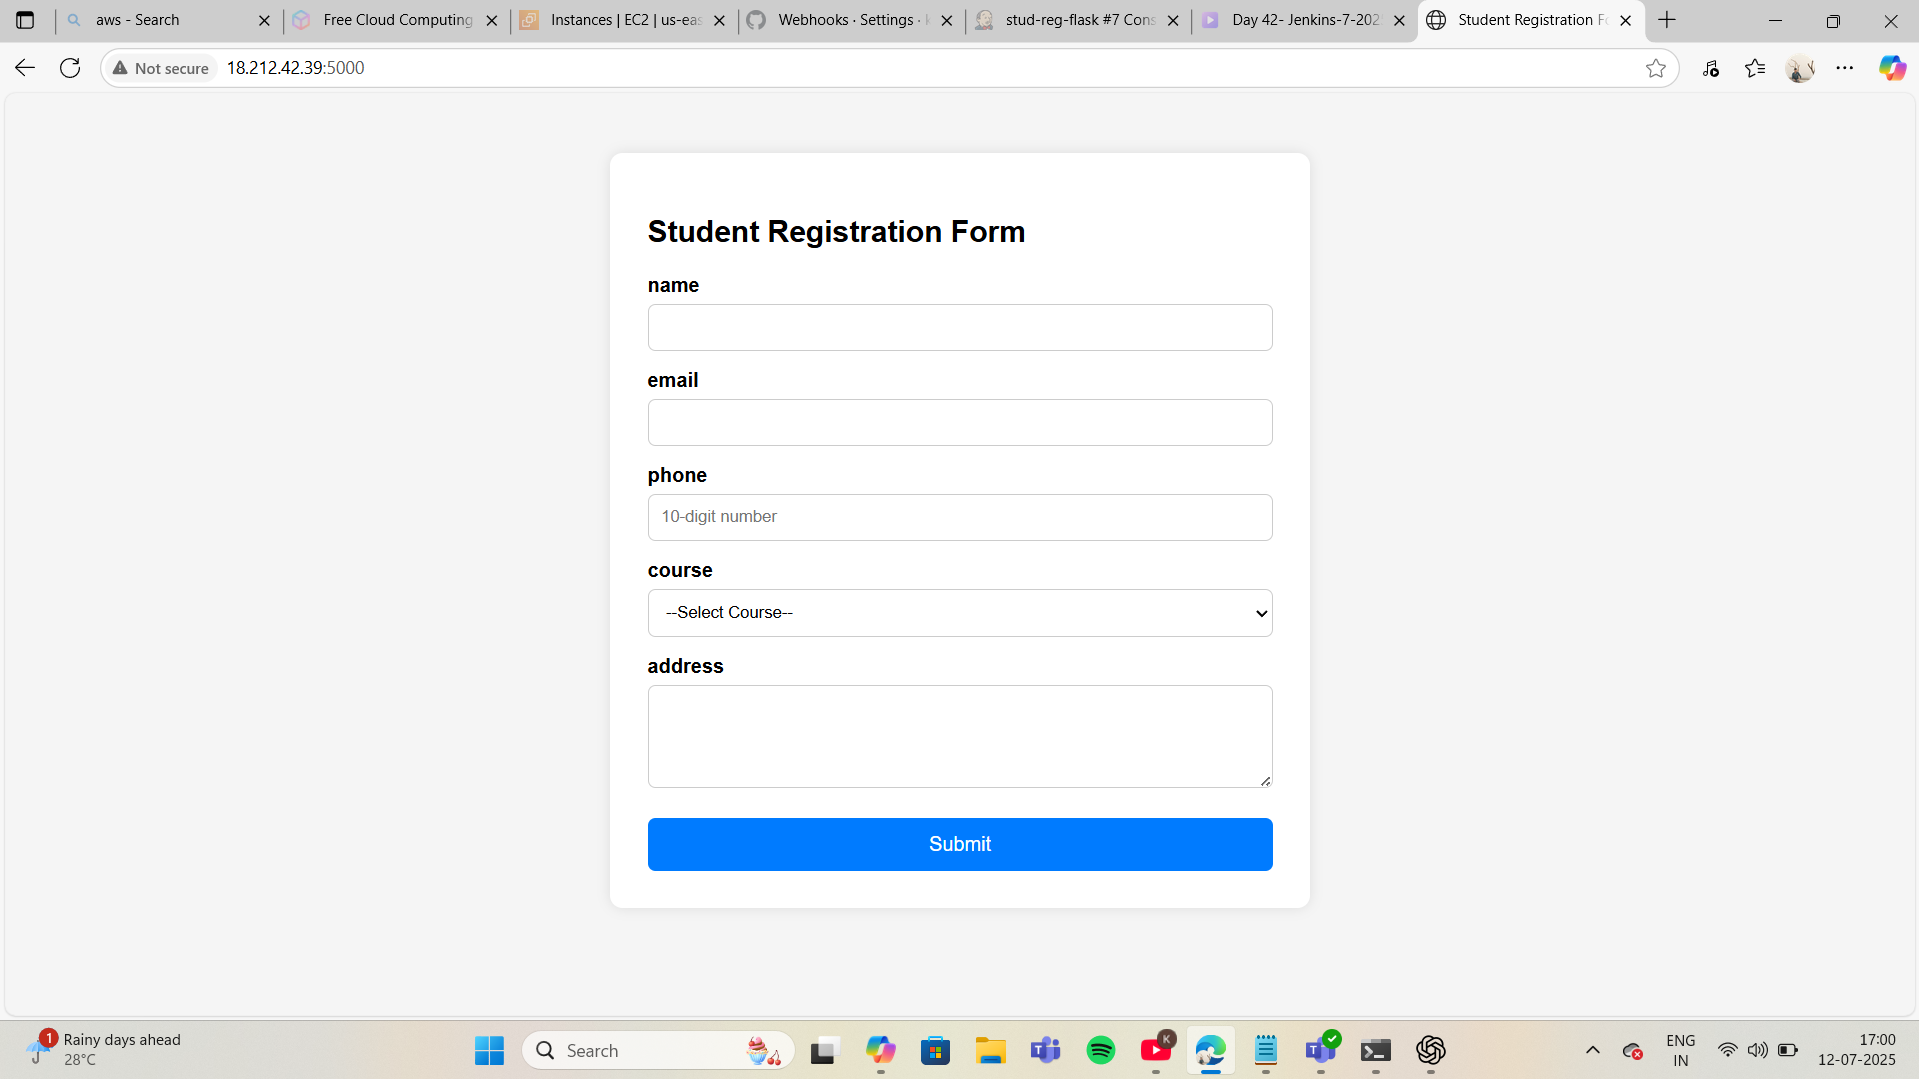 aws - Search
Free Cloud Computing
Instances | EC2 | us-eas
Webhooks · Settings ·
stud-reg-flask #7 Cons
Day 42- Jenkins-7-202
Student Registration Fo
Not secure
18.212.42.39:5000
Student Registration Form
name
email
phone
10-digit number
course
--Select Course--
address
Submit
1
Rainy days ahead
28°C
Search
K
ENG
IN
17:00
12-07-2025